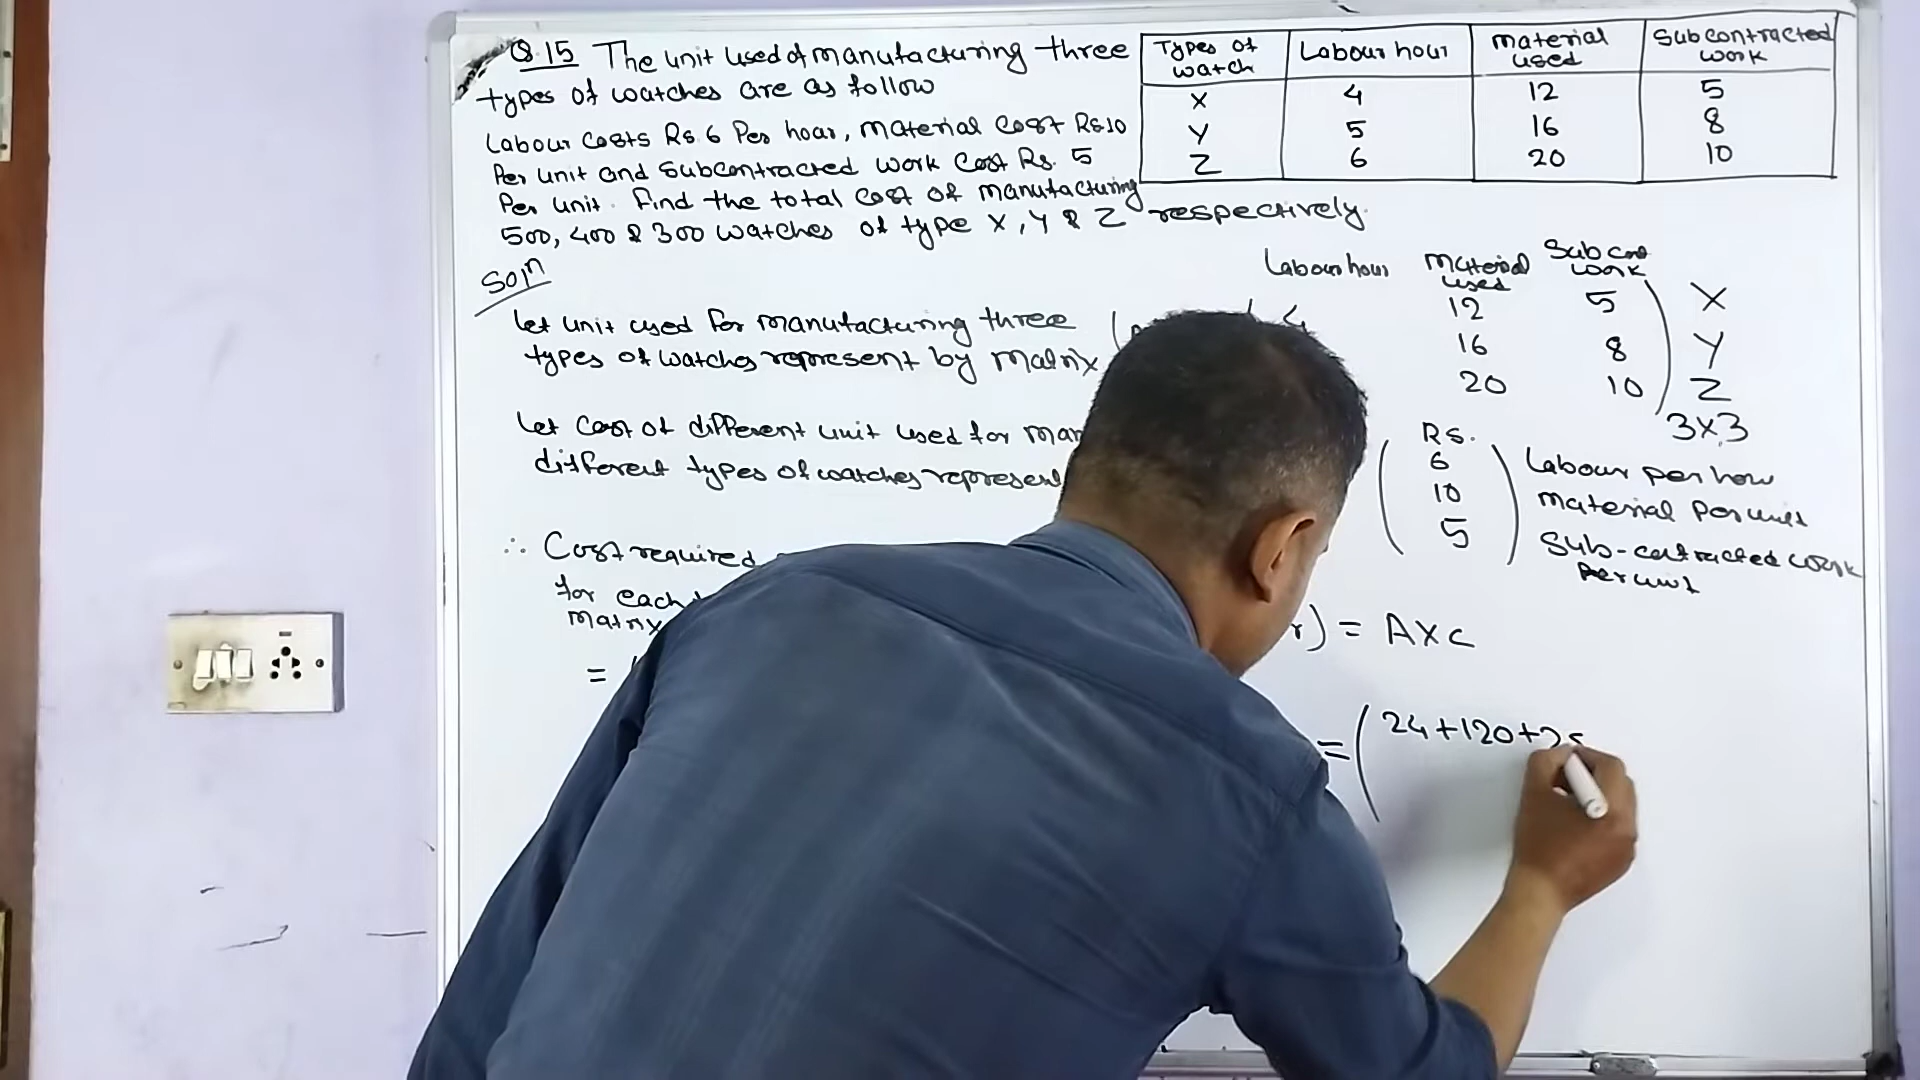 Q.15 The unit used of manufacturing three
types of watches are as follow
Labour costs Rs. 6 Per hour, Material Cost Rs.10
Per unit and Subcontracted work Cost Rs. 5
Per unit. Find the total cost of manufacturing
500, 400 & 300 watches of type X, Y & Z respectively.
Types of watch Labour hour Material used Subcontracted work
X 4 12 5
Y 5 16 8
Z 6 20 10
Soln
Let unit used for manufacturing three
types of watches represent by Matrix
Labour hour Material used Sub work
4 12 5 X
16 8 Y
20 10 Z
3x3
Let cost of different unit used for
different types of watches represent
Rs.
6 Labour per hour
10 Material Per unit
5 Sub-contracted work
Per unit
∴ Cost required
for each
matrix
) = AXC
=
= ( 24+120+25